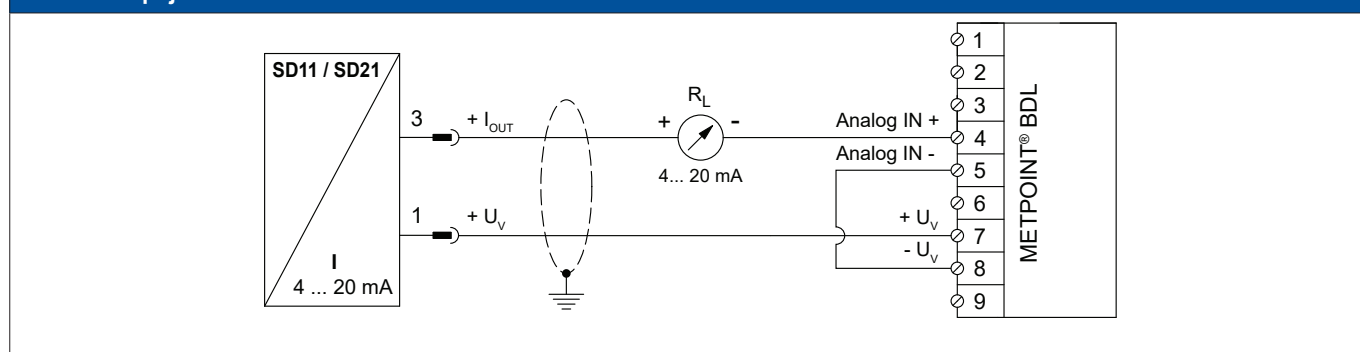 SD11 / SD21
I
4 ... 20 mA
3
+ I_OUT
1
+ U_V
R_L
+
-
4... 20 mA
Analog IN +
Analog IN -
+ U_V
- U_V
1
2
3
4
5
6
7
8
9
METPOINT® BDL